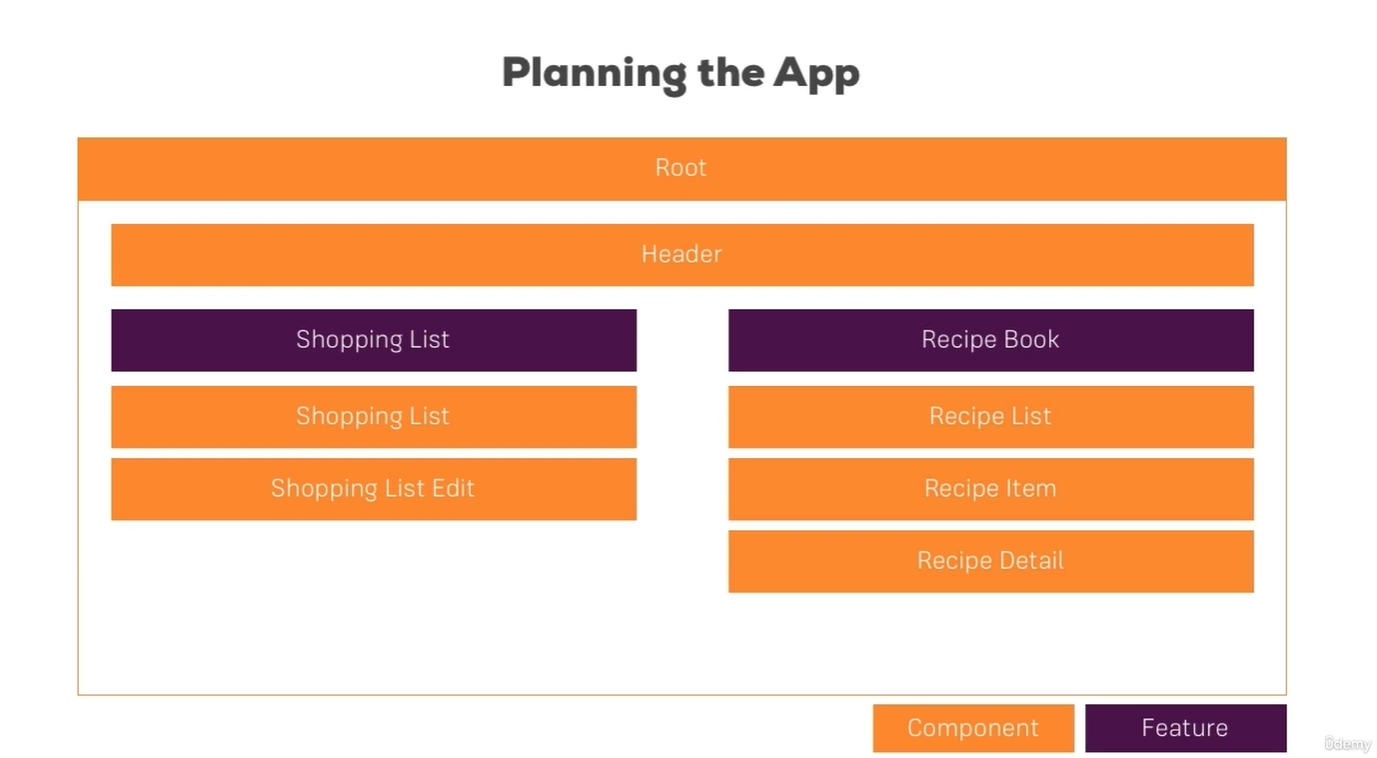 Planning the App
Root
Header
Shopping List
Recipe Book
Shopping List
Recipe List
Shopping List Edit
Recipe Item
Recipe Detail
Component
Feature
ûdemy